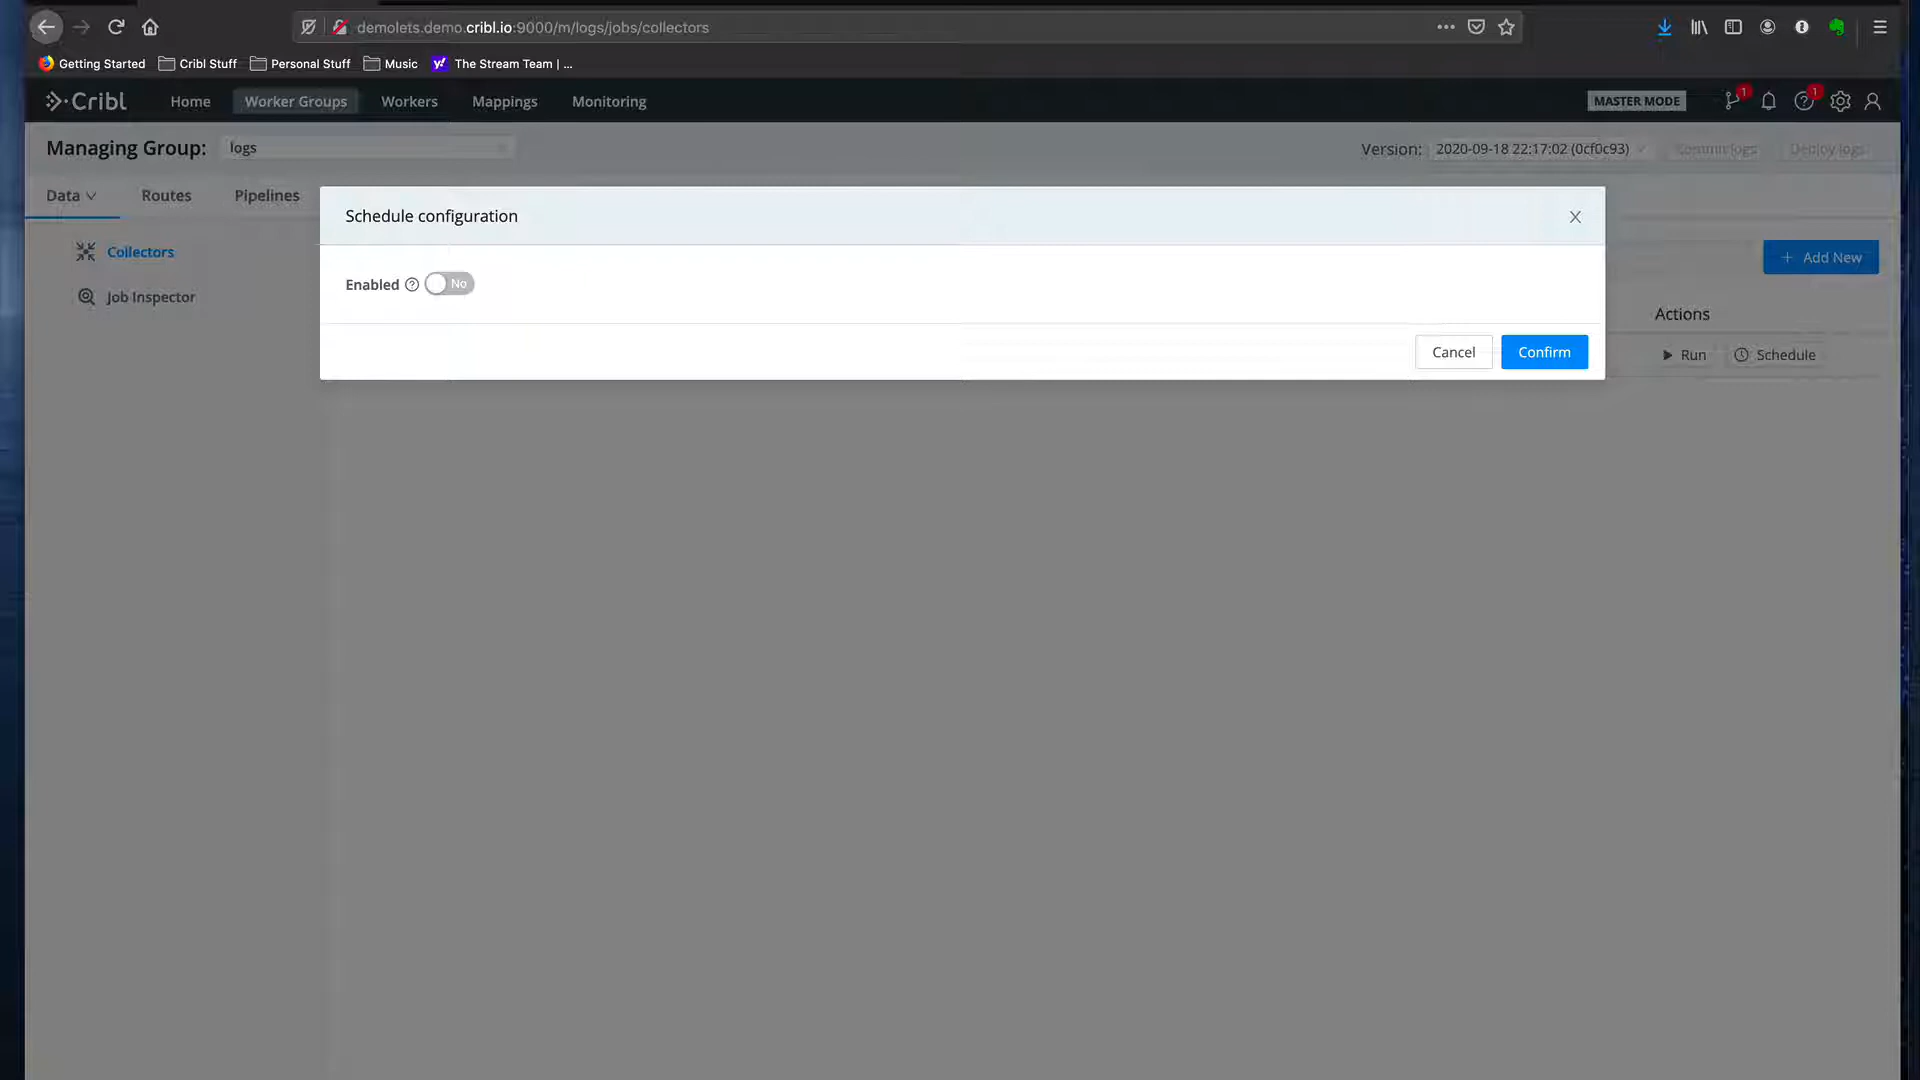 demolets.demo.cribl.io:9000/m/logs/jobs/collectors
Getting Started Cribl Stuff Personal Stuff Music The Stream Team | ...
Cribl Home Worker Groups Workers Mappings Monitoring MASTER MODE 1 1
Managing Group: logs Version: 2020-09-18 22:17:02 (0cf0c93) Commit logs Deploy logs
Data Routes Pipelines
Schedule configuration
Collectors
Add New
Enabled No
Job Inspector
Actions
Cancel Confirm
Run Schedule